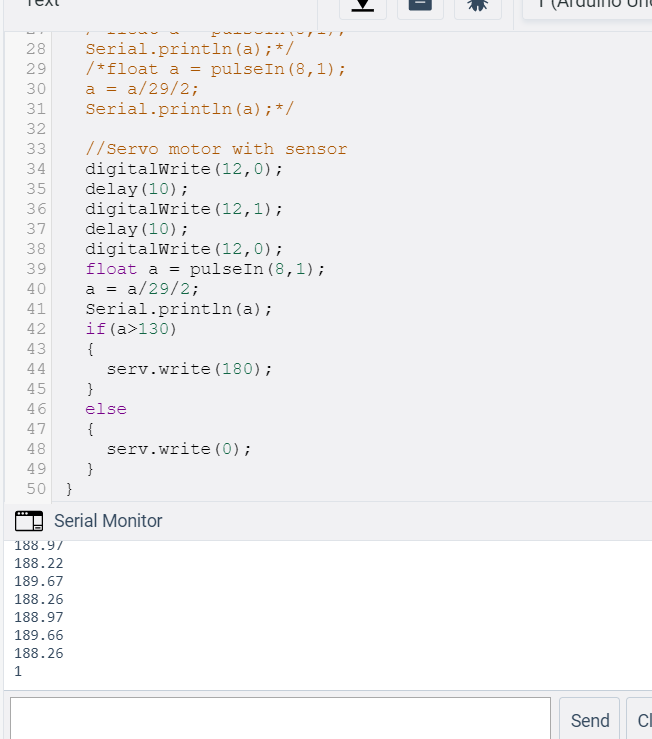 Text
1 (Arduino Uno
28 Serial.println(a);*/
29 /*float a = pulseIn(8,1);
30 a = a/29/2;
31 Serial.println(a);*/
32
33 //Servo motor with sensor
34 digitalWrite(12,0);
35 delay(10);
36 digitalWrite(12,1);
37 delay(10);
38 digitalWrite(12,0);
39 float a = pulseIn(8,1);
40 a = a/29/2;
41 Serial.println(a);
42 if(a>130)
43 {
44 serv.write(180);
45 }
46 else
47 {
48 serv.write(0);
49 }
50 }
Serial Monitor
188.97
188.22
189.67
188.26
188.97
189.66
188.26
1
Send
Cl